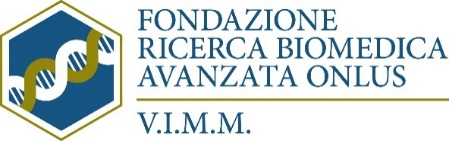 FONDAZIONE
RICERCA BIOMEDICA
AVANZATA ONLUS
V.I.M.M.